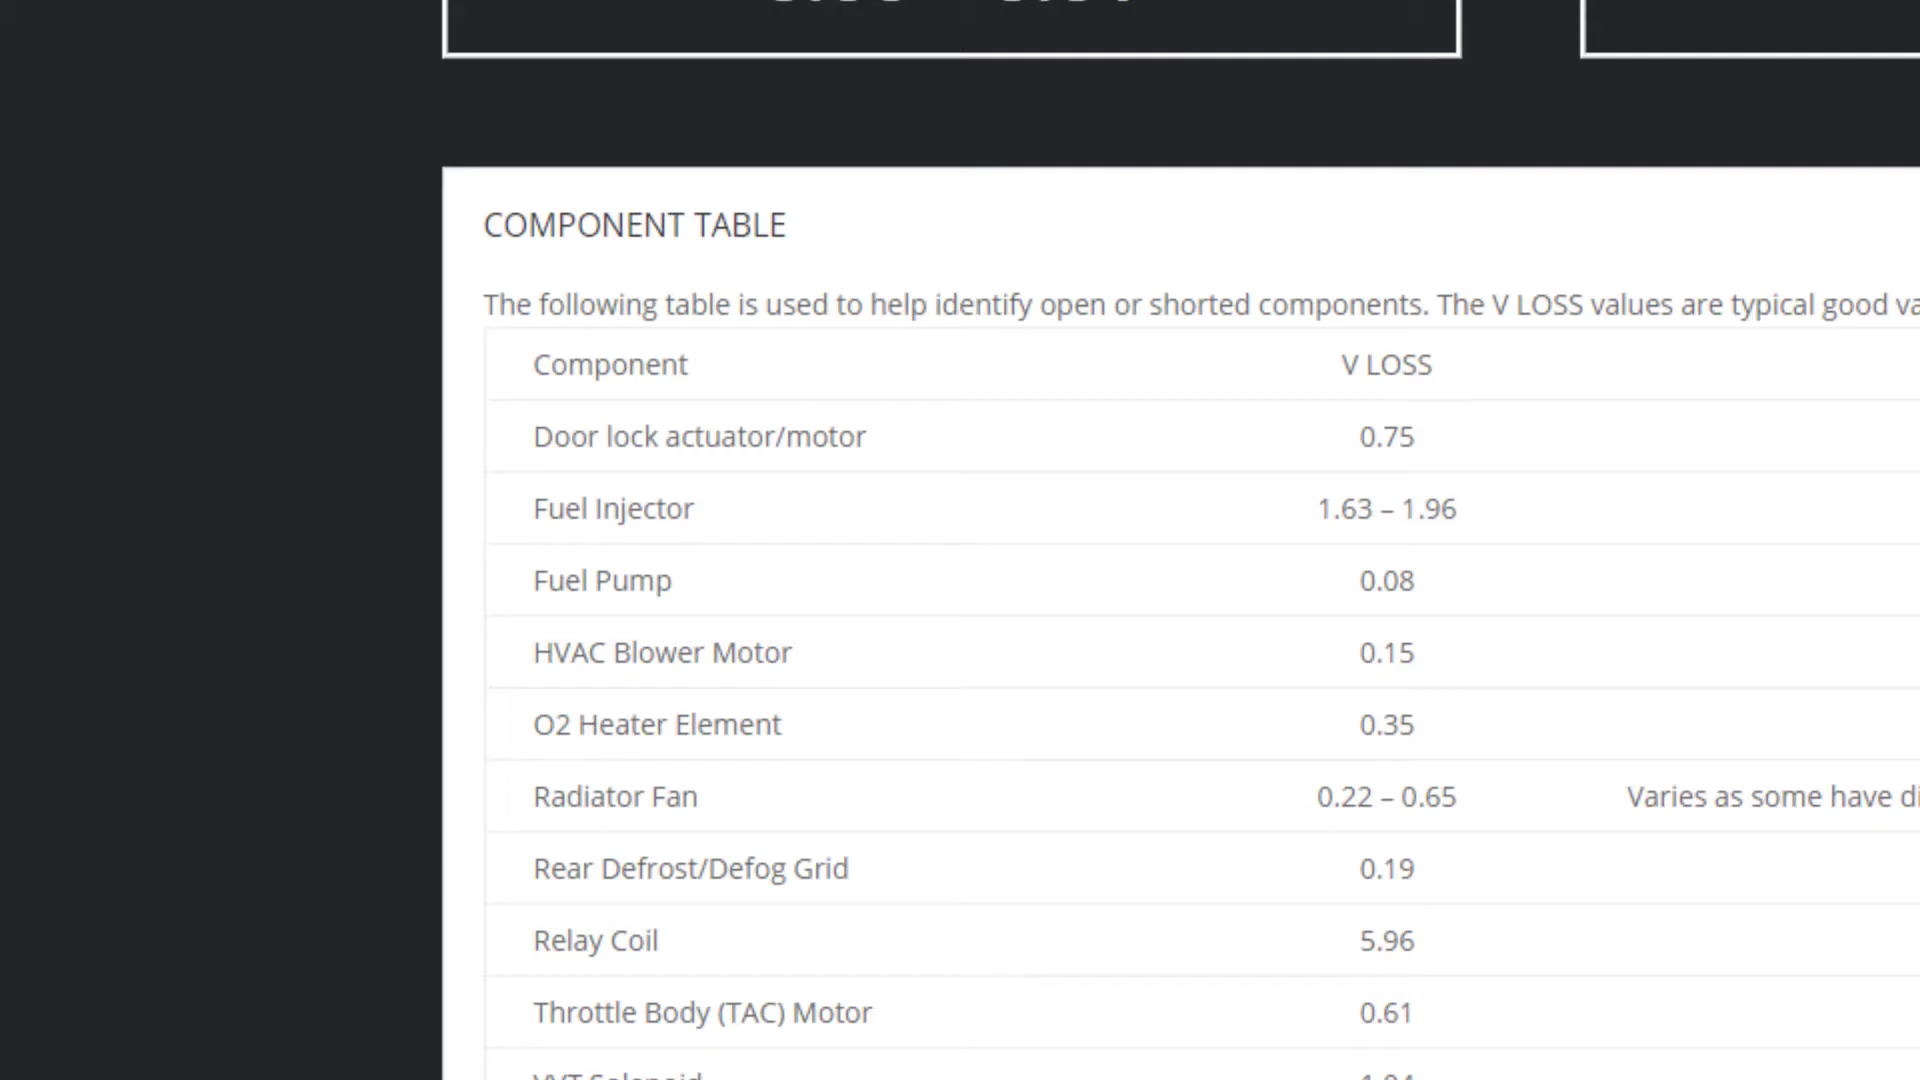 COMPONENT TABLE
The following table is used to help identify open or shorted components. The V LOSS values are typical good
Component V LOSS
Door lock actuator/motor 0.75
Fuel Injector 1.63 – 1.96
Fuel Pump 0.08
HVAC Blower Motor 0.15
O2 Heater Element 0.35
Radiator Fan 0.22 – 0.65 Varies as some have
Rear Defrost/Defog Grid 0.19
Relay Coil 5.96
Throttle Body (TAC) Motor 0.61